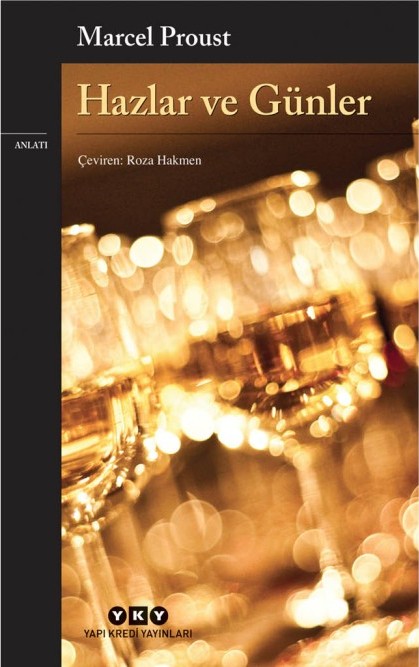 Marcel Proust
Hazlar ve Günler
ANLATI
Çeviren: Roza Hakmen
YKY
YAPI KREDİ YAYINLARI